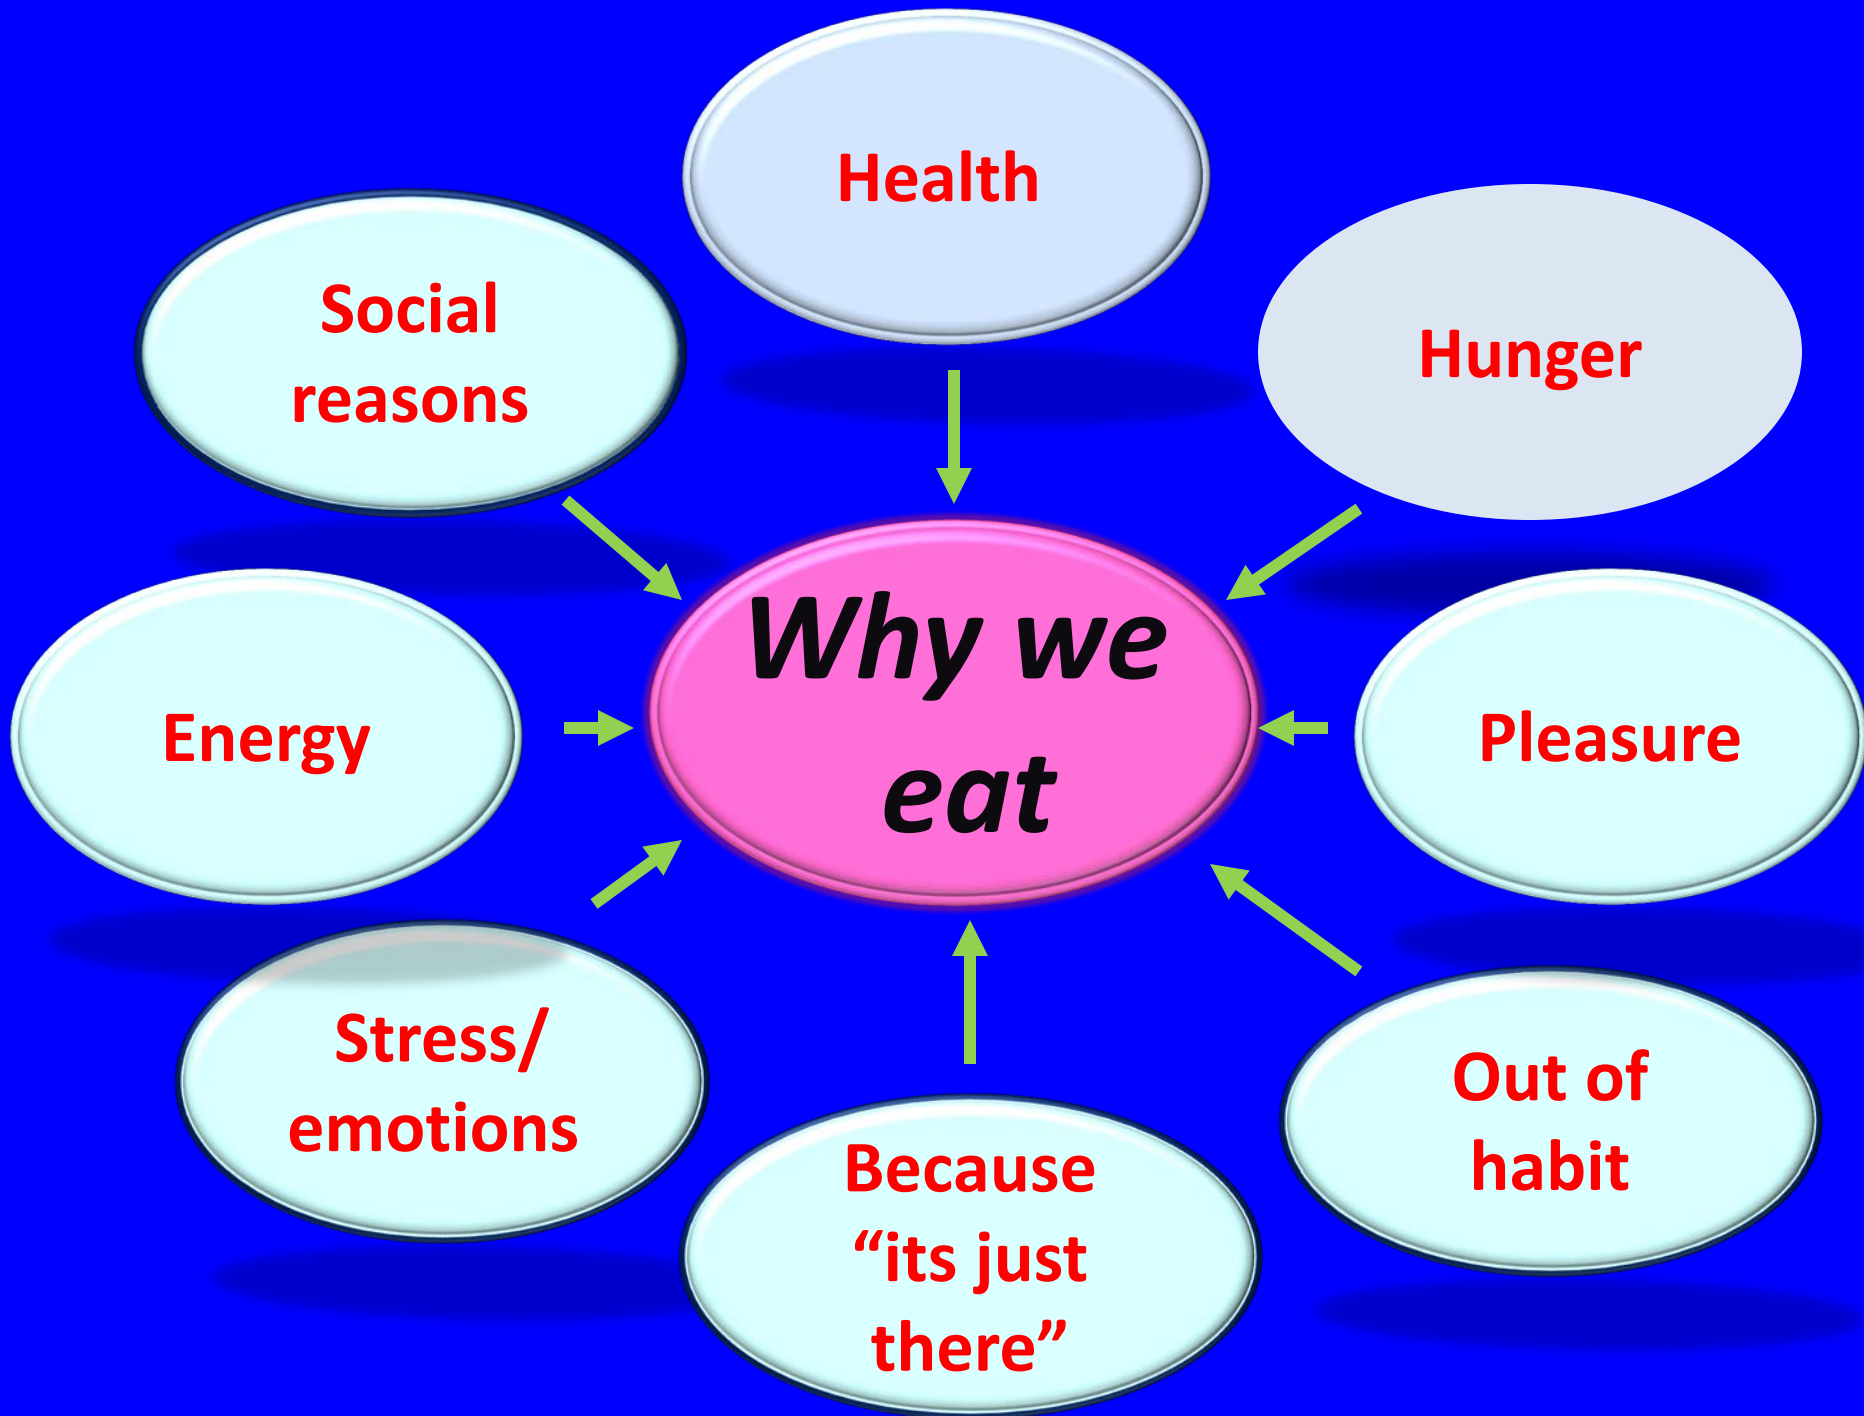 Health
Social
reasons
Hunger
Why we
eat
Energy
Pleasure
Stress/
emotions
Out of
habit
Because
“its just
there”